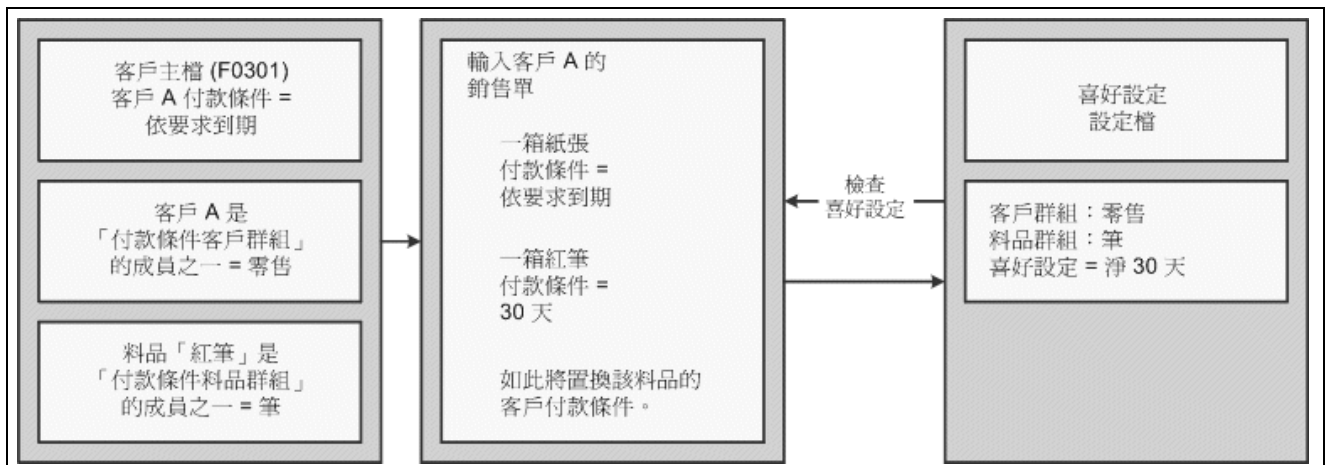 客戶主檔 (F0301)
客戶 A 付款條件 =
依要求到期
客戶 A 是
「付款條件客戶群組」
的成員之一 = 零售
料品「紅筆」是
「付款條件料品群組」
的成員之一 = 筆
輸入客戶 A 的
銷售單
一箱紙張
付款條件 =
依要求到期
一箱紅筆
付款條件 =
30 天
如此將置換該料品的
客戶付款條件。
檢查
喜好設定
喜好設定
設定檔
客戶群組：零售
料品群組：筆
喜好設定 = 淨 30 天